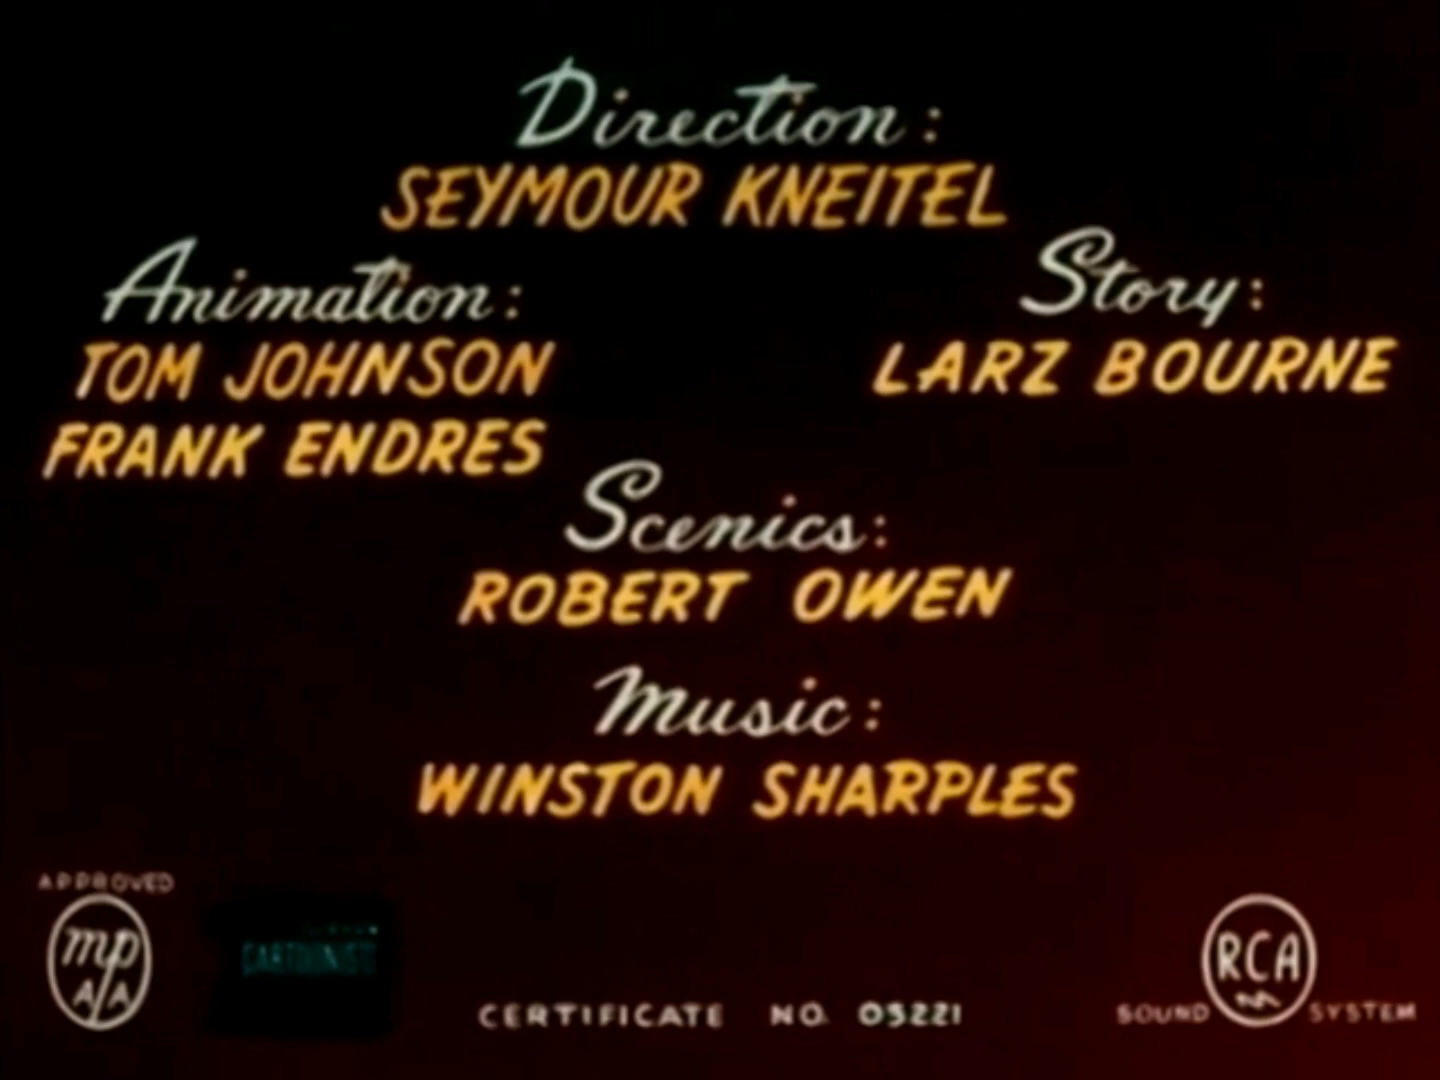 Direction:
SEYMOUR KNEITEL
Animation:
TOM JOHNSON
FRANK ENDRES
Story:
LARZ BOURNE
Scenics:
ROBERT OWEN
Music:
WINSTON SHARPLES
APPROVED
mp
AA
CARTOONISTS
CERTIFICATE NO. 05221
RCA
SOUND SYSTEM